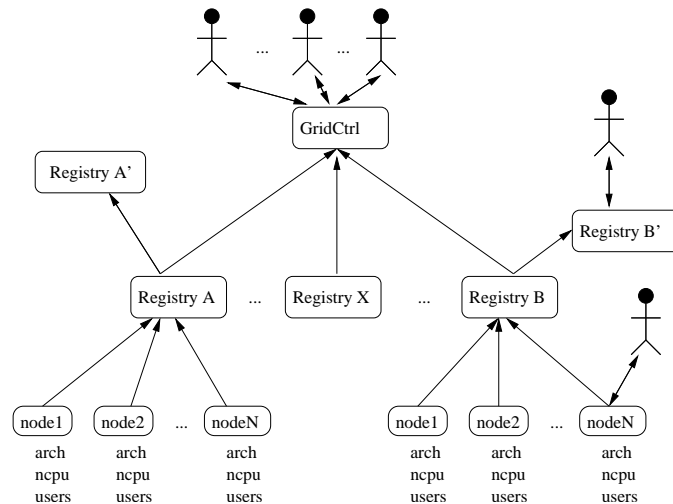 ... ...
GridCtrl
Registry A’
Registry B’
Registry A ... Registry X ... Registry B
node1 node2 ... nodeN node1 node2 ... nodeN
arch arch arch arch arch arch
ncpu ncpu ncpu ncpu ncpu ncpu
users users users users users users